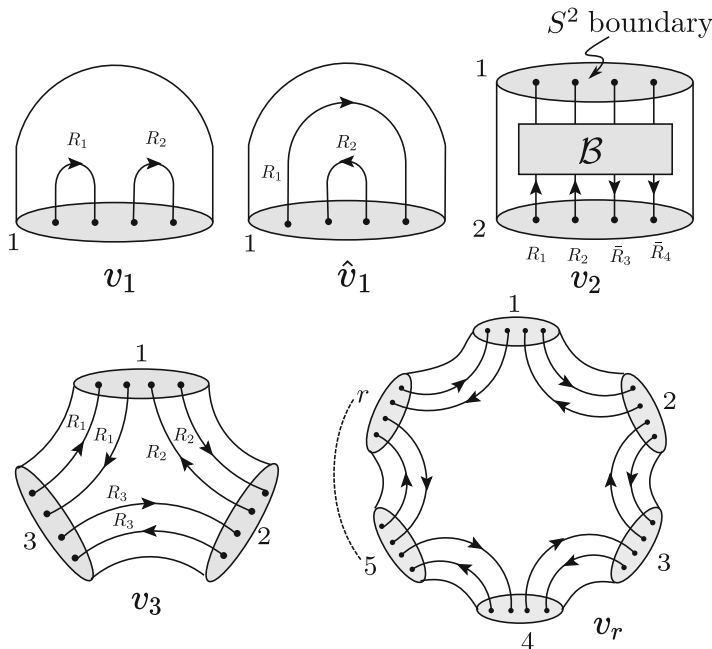 S² boundary
R₁ R₂
1
v₁
R₁ R₂
1
v̂₁
1
𝓑
2
R₁ R₂ R̄₃ R̄₄
v₂
1
R₁ R₁ R₂ R₂
R₃
R₃
3 2
v₃
1
r 2
5 3
4
vᵣ